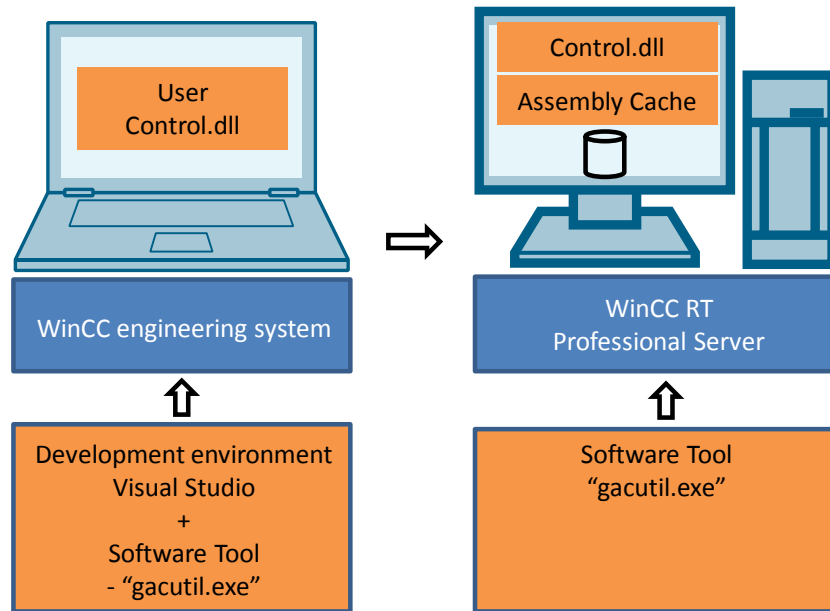 User
Control.dll
Control.dll
Assembly Cache
WinCC engineering system
WinCC RT
Professional Server
Development environment
Visual Studio
+
Software Tool
- “gacutil.exe”
Software Tool
“gacutil.exe”